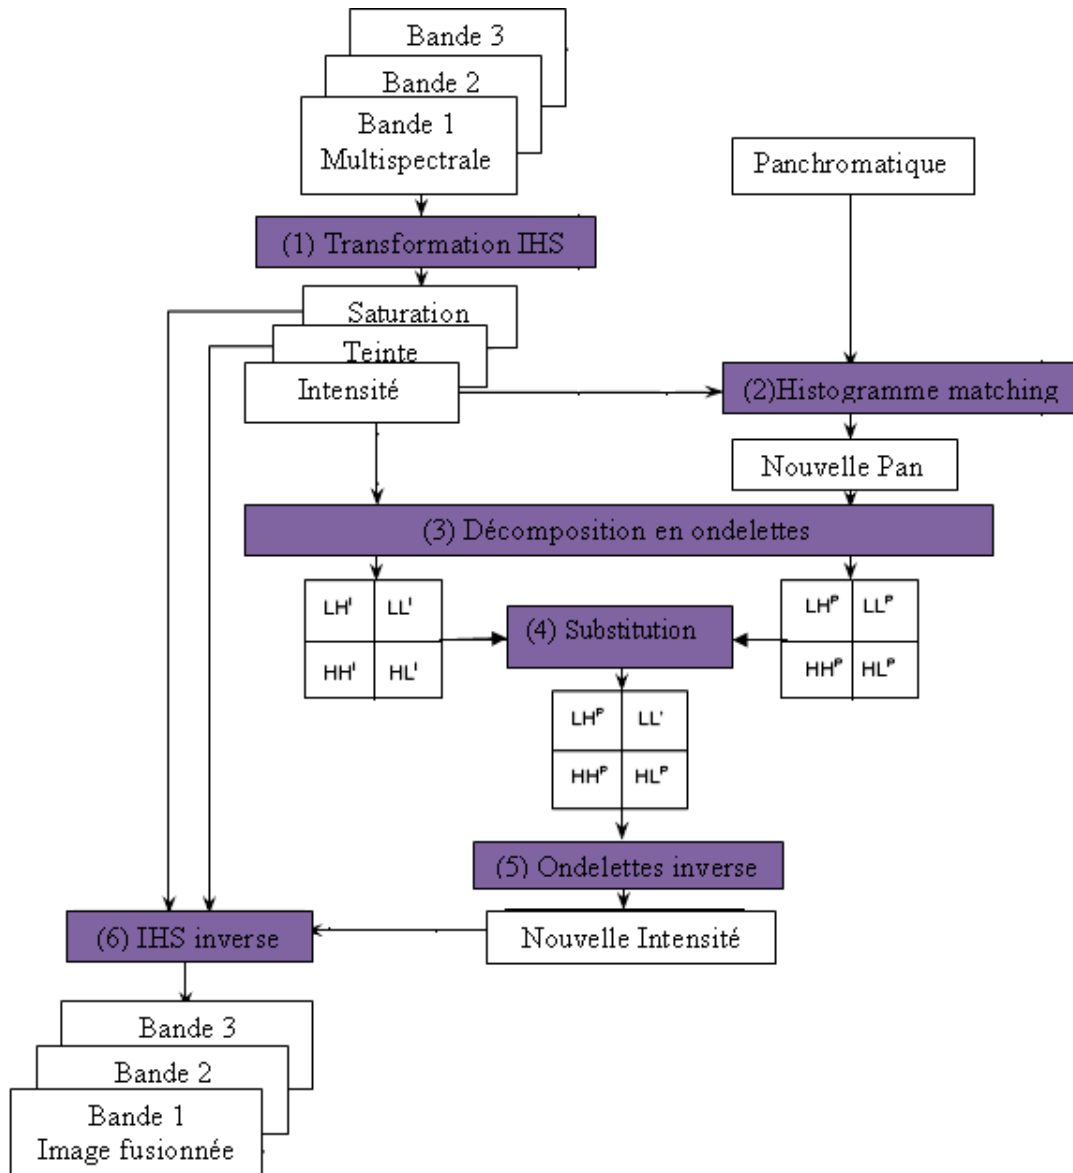 Bande 3
Bande 2
Bande 1
Multispectrale
Panchromatique
(1) Transformation IHS
Saturation
Teinte
Intensité
(2)Histogramme matching
Nouvelle Pan
(3) Décomposition en ondelettes
LHᴵ LLᴵ
HHᴵ HLᴵ
LHᴾ LLᴾ
HHᴾ HLᴾ
(4) Substitution
LHᴾ LL'
HHᴾ HLᴾ
(5) Ondelettes inverse
Nouvelle Intensité
(6) IHS inverse
Bande 3
Bande 2
Bande 1
Image fusionnée